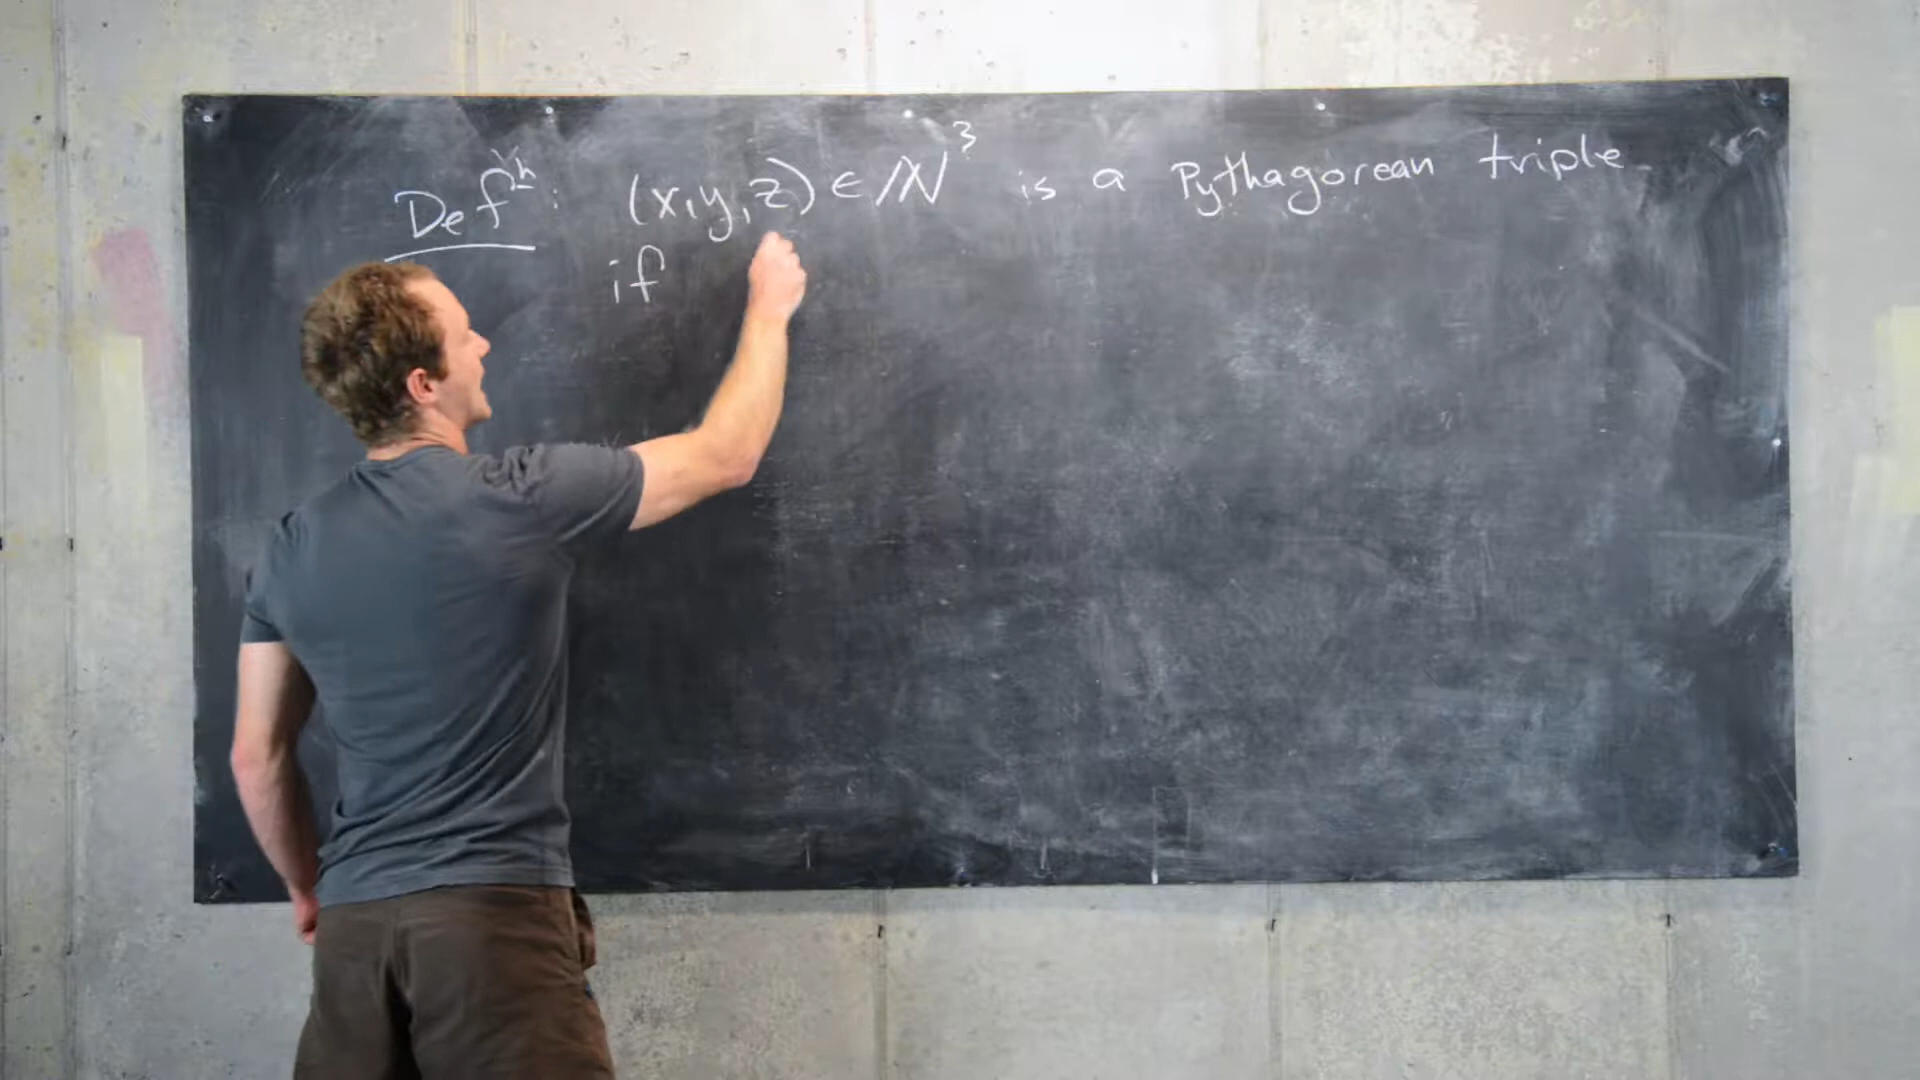 Defⁿ: (x,y,z) ∈ ℕ³ is a Pythagorean triple
if